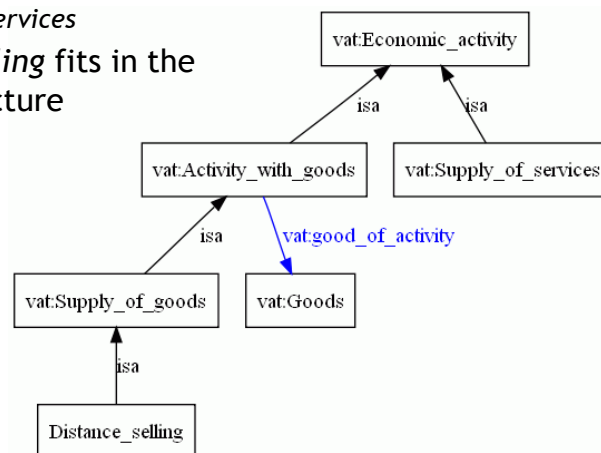 ervices
ing fits in the
cture
vat:Economic_activity
isa
isa
vat:Activity_with_goods
vat:Supply_of_services
isa
vat:good_of_activity
vat:Supply_of_goods
vat:Goods
isa
Distance_selling